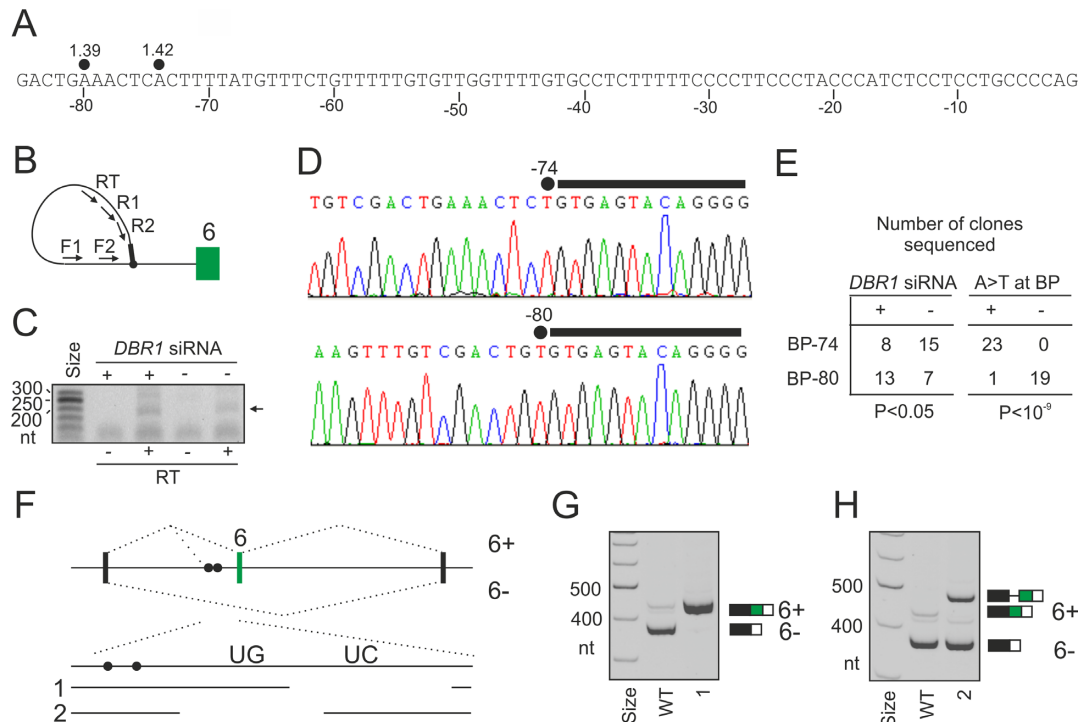 A
1.39 1.42
GACTGAAACTCACTTTTATGTTTCTGTTTTTGTGTTGGTTTTGTGCCTCTTTTTCCCCTTCCCTACCCATCTCCTCCTGCCCCAG
-80 -70 -60 -50 -40 -30 -20 -10
B
RT
R1
R2
F1 F2
6
C
Size
DBR1 siRNA
+ + - -
300
250
200
nt
- + - +
RT
D
-74
TGTCGACTGAAACTCTGTGAGTACAGGGG
-80
AAGTTTGTCGACTGTGTGAGTACAGGGG
E
Number of clones
sequenced
DBR1 siRNA A>T at BP
+ - + -
BP-74 8 15 23 0
BP-80 13 7 1 19
P<0.05 P<10⁻⁹
F
6
6+
6-
UG UC
1
2
G
500
400
nt
6+
6-
Size WT 1
H
500
400
nt
6+
6-
Size WT 2